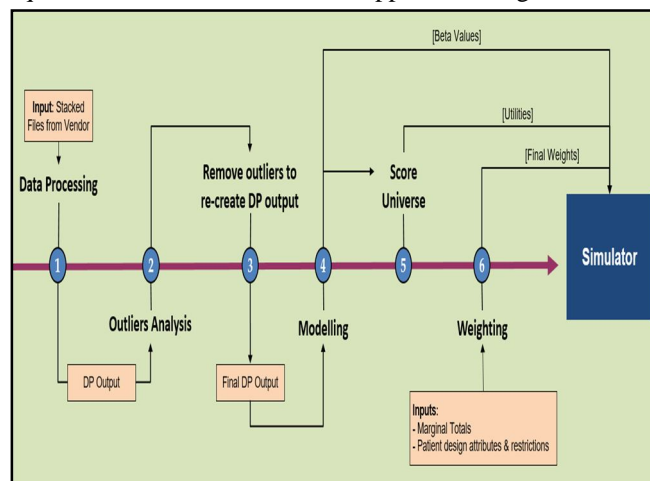 [Beta Values]
Input: Stacked
Files from Vendor
[Utilities]
[Final Weights]
Data Processing
Remove outliers to
re-create DP output
Score
Universe
Simulator
1
2
3
4
5
6
Outliers Analysis
Modelling
Weighting
DP Output
Final DP Output
Inputs:
- Marginal Totals
- Patient design attributes & restrictions